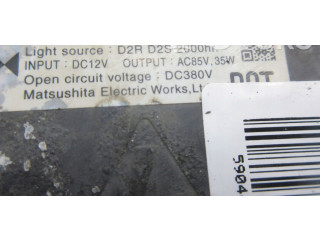 Light source : D2R D2S 2000hr
INPUT : DC12V OUTPUT : AC85V, 35W
Open circuit voltage : DC380V
DOT
Matsushita Electric Works, Lt
5904